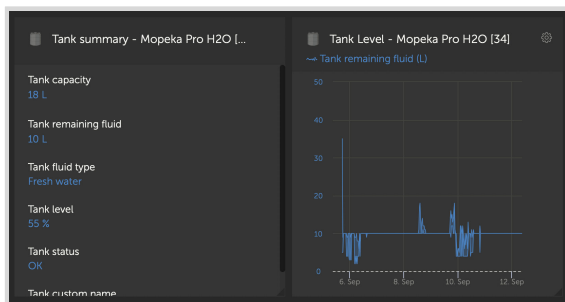 Tank summary - Mopeka Pro H2O [...
Tank capacity
18 L
Tank remaining fluid
10 L
Tank fluid type
Fresh water
Tank level
55 %
Tank status
OK
Tank custom name
Tank Level - Mopeka Pro H2O [34]
Tank remaining fluid (L)
50
40
30
20
10
0
6. Sep
8. Sep
10. Sep
12. Sep